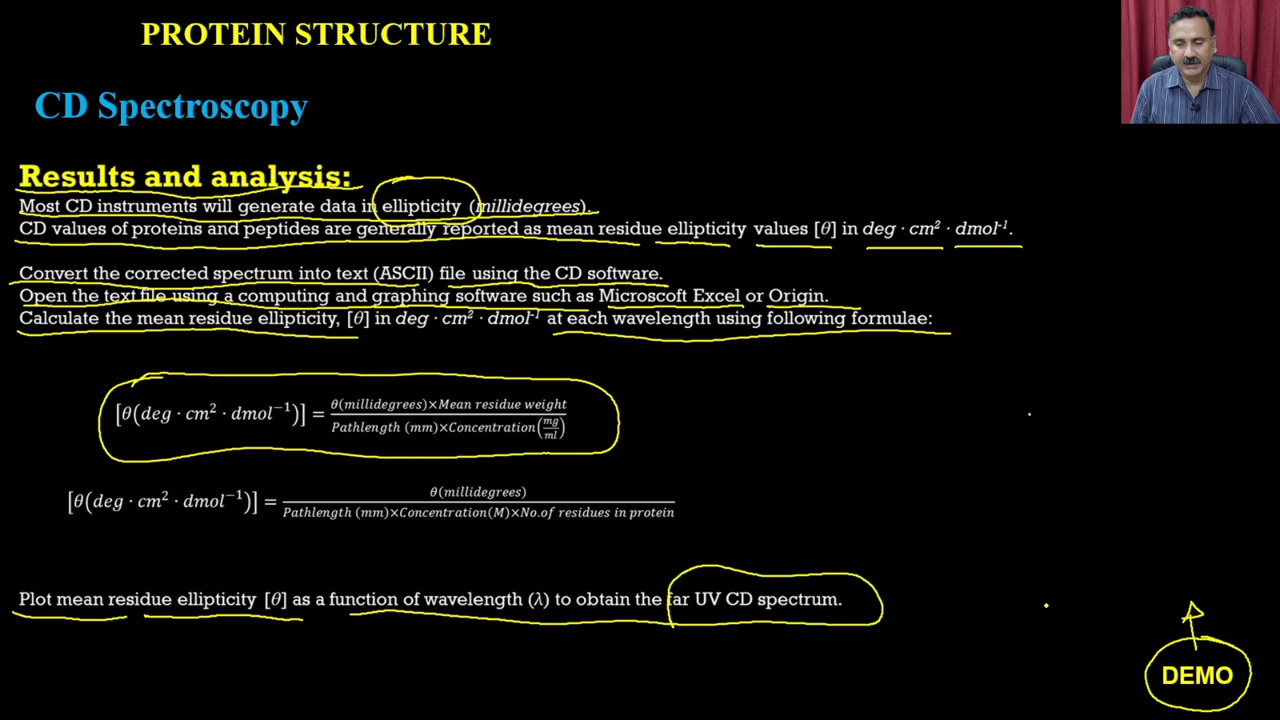 PROTEIN STRUCTURE
CD Spectroscopy
Results and analysis:
Most CD instruments will generate data in ellipticity (millidegrees).
CD values of proteins and peptides are generally reported as mean residue ellipticity values [θ] in deg · cm² · dmol⁻¹.
Convert the corrected spectrum into text (ASCII) file using the CD software.
Open the text file using a computing and graphing software such as Microscoft Excel or Origin.
Calculate the mean residue ellipticity, [θ] in deg · cm² · dmol⁻¹ at each wavelength using following formulae:
[θ(deg · cm² · dmol⁻¹)] = θ(millidegrees)×Mean residue weight / Pathlength (mm)×Concentration(mg/ml)
[θ(deg · cm² · dmol⁻¹)] = θ(millidegrees) / Pathlength (mm)×Concentration(M)×No.of residues in protein
Plot mean residue ellipticity [θ] as a function of wavelength (λ) to obtain the far UV CD spectrum.
DEMO